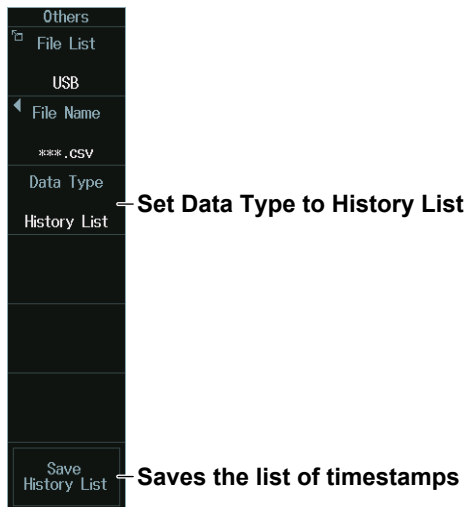 Others
File List
USB
File Name
***.csv
Data Type
History List
Set Data Type to History List
Save
History List
Saves the list of timestamps